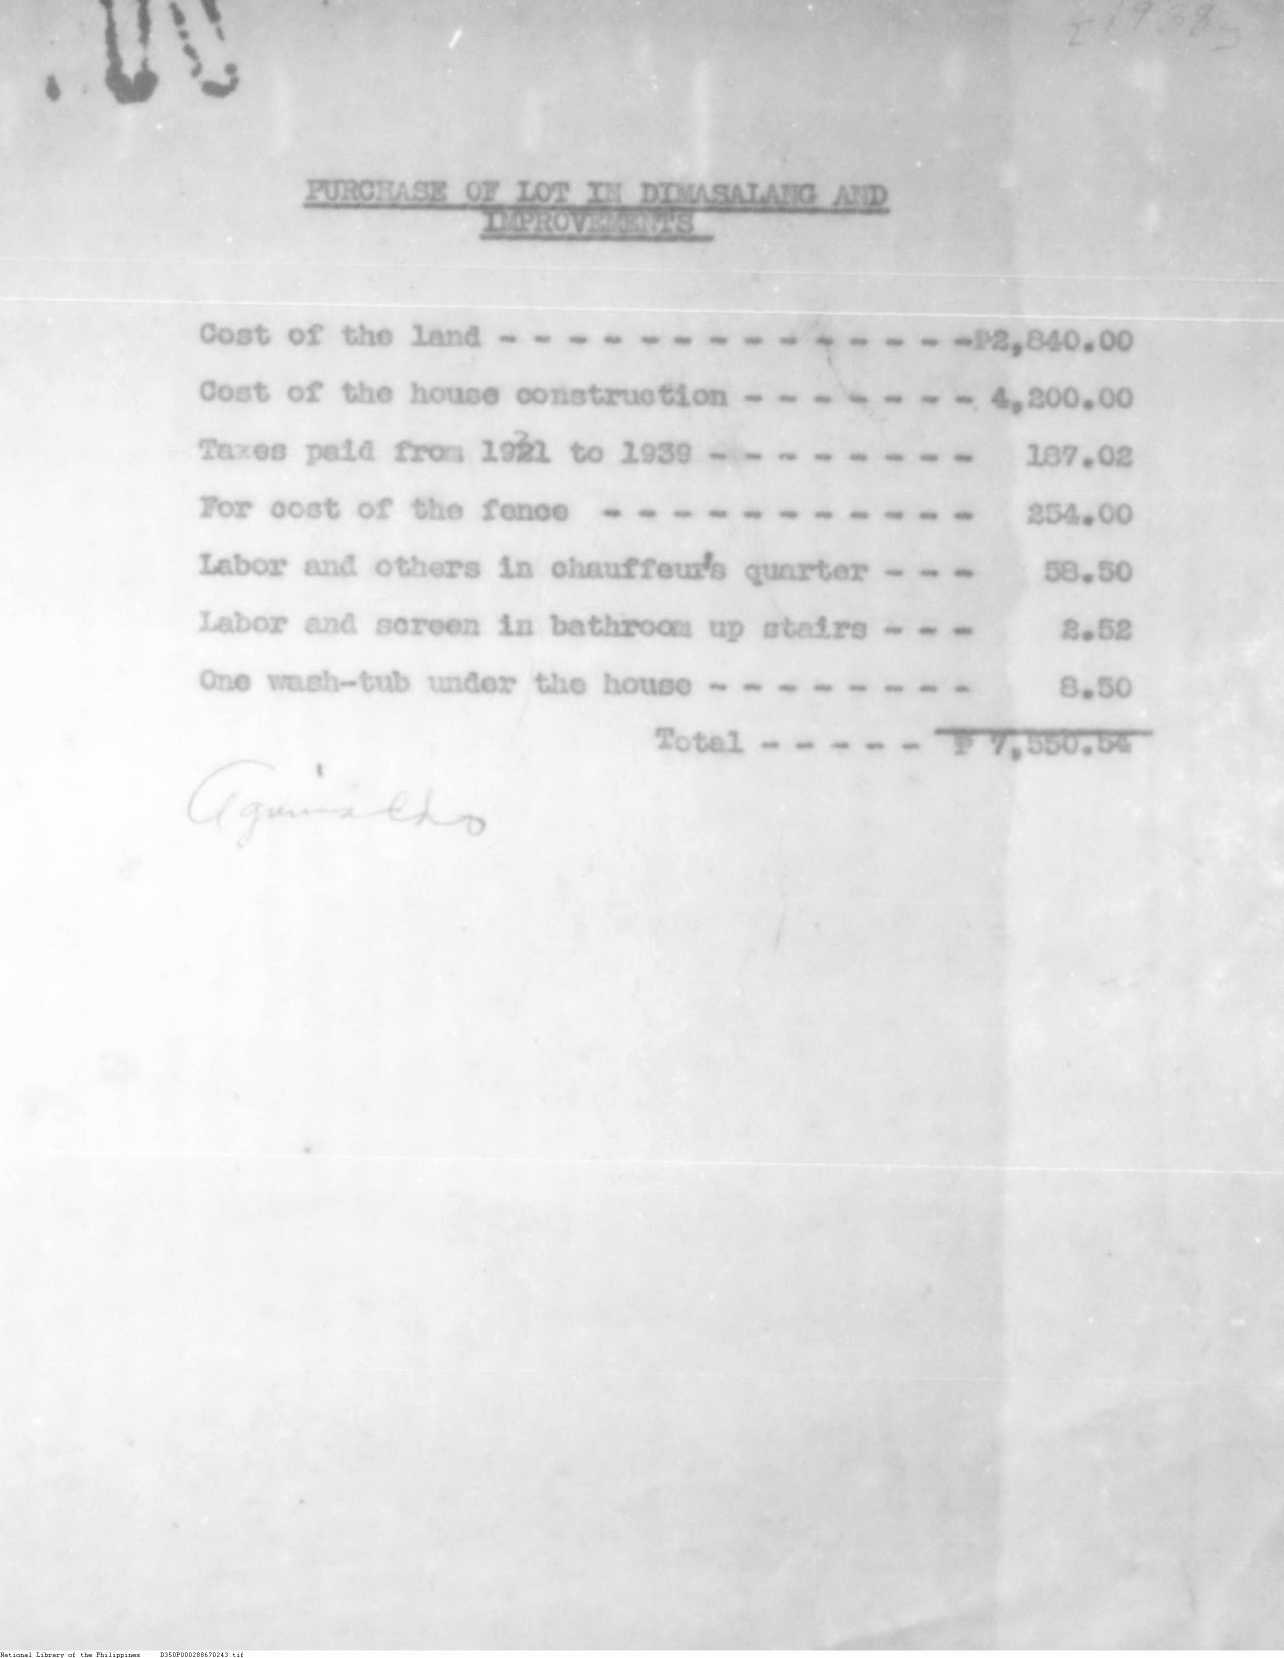 PURCHASE OF LOT IN DIMASALANG AND
IMPROVEMENTS
Cost of the land - - - - - - - - - - - - - -₱2,840.00
Cost of the house construction - - - - - - - 4,200.00
Taxes paid from 1921 to 1939 - - - - - - - - 187.02
For cost of the fence - - - - - - - - - - - 254.00
Labor and others in chauffeur's quarter - - - 58.50
Labor and screen in bathroom up stairs - - - 2.52
One wash-tub under the house - - - - - - - - 8.50
Total - - - - - ₱ 7,550.54
Aguinaldo
National Library of the Philippines D350P000288670243.tif